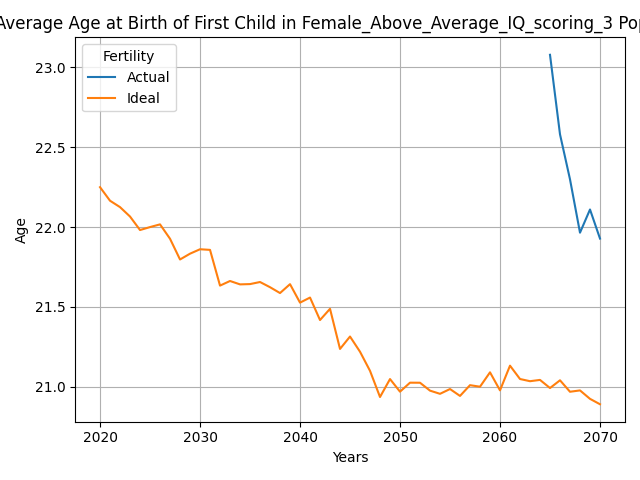 Average Age at Birth of First Child in Female_Above_Average_IQ_scoring_3 Pop
Fertility
Actual
Ideal
23.0
22.5
22.0
21.5
21.0
Age
2020 2030 2040 2050 2060 2070
Years